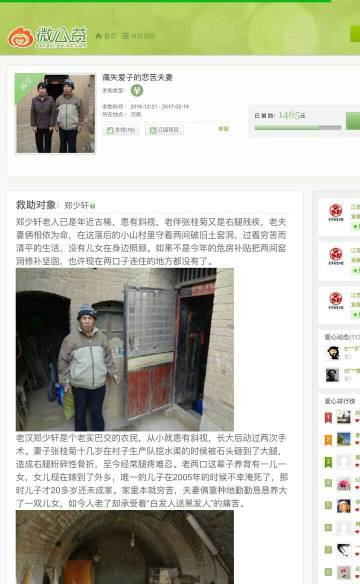 微公益
首页
寻找项目
痛失爱子的悲苦夫妻
求助类型：
求助时间：2016-12-21 - 2017-02-19
所在地点：河南
支持(16)
订阅项目
举报
已捐助：1465元
救助对象：郑少轩
郑少轩老人已是年近古稀，患有斜视，老伴张桂菊又是右腿残疾，老夫
妻俩相依为命，在这落后的小山村里守着两间破旧土窑洞，过着穷苦而
清平的生活，没有儿女在身边照顾。如果不是今年的危房补贴把两间窑
洞修补坚固，也许现在两口子连住的地方都没有了。
老汉郑少轩是个老实巴交的农民，从小就患有斜视，长大后动过两次手
术。妻子张桂菊十几岁在村子生产队挖水渠的时候被石头砸到了大腿，
造成右腿粉碎性骨折，至今经常腿疼难忍。老两口这辈子养育有一儿一
女，女儿现在嫁到了外乡，唯一的儿子在2005年的时候不幸淹死了，那
时儿子才20多岁还未成家。家里本就穷苦，夫妻俩靠种地勤勤恳恳养大
了一双儿女，如今人老了却承受着“白发人送黑发人”的痛苦。
爱心动态(112
爱心排行榜